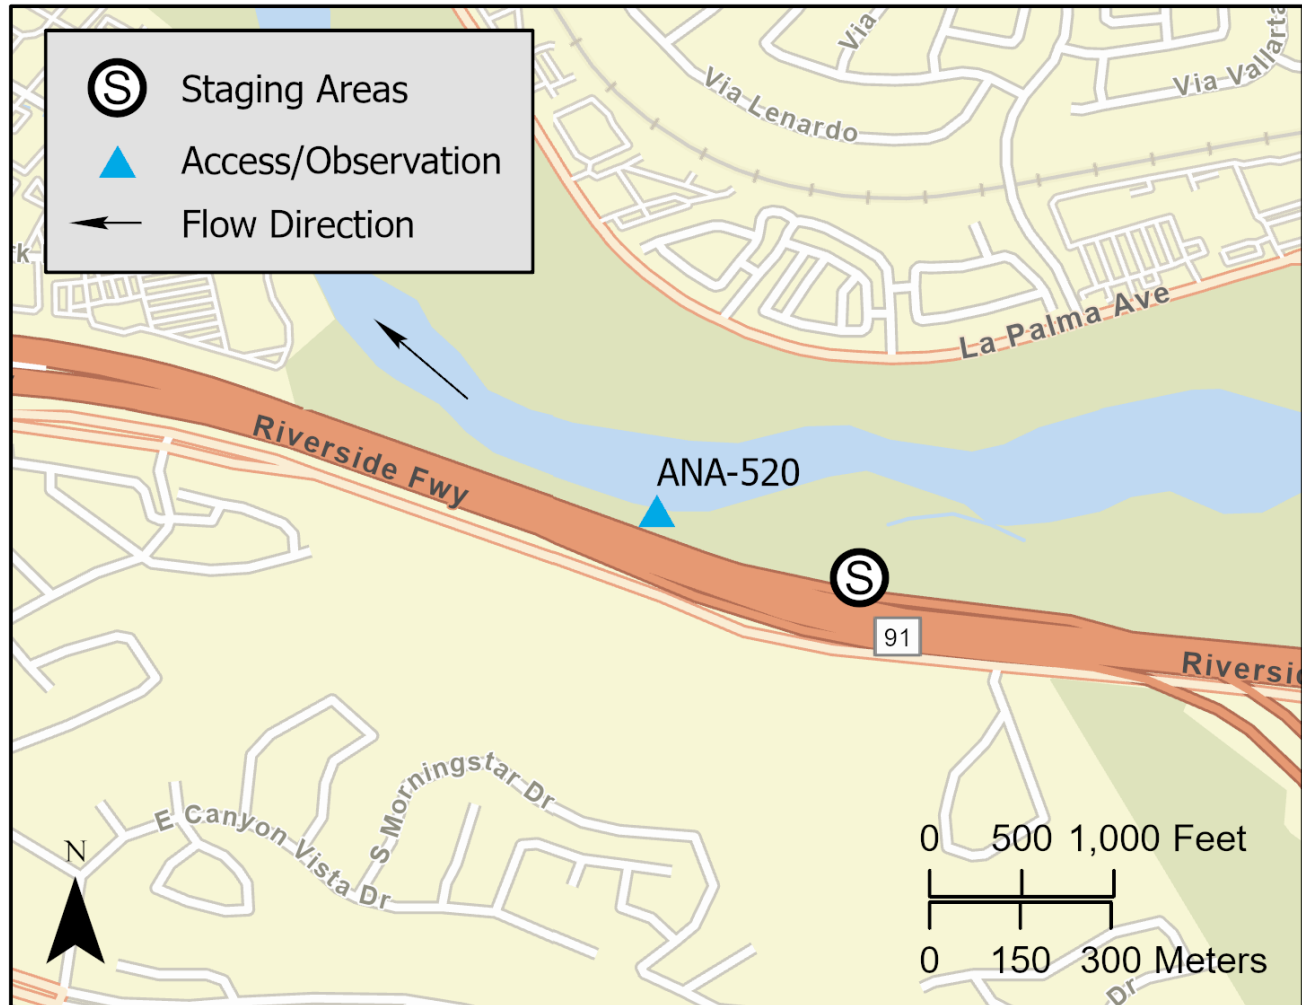 S Staging Areas
Access/Observation
Flow Direction
Via
Via Lenardo
Via Vallarta
La Palma Ave
Riverside Fwy
ANA-520
S
91
S Morningstar Dr
E Canyon Vista Dr
N
0 500 1,000 Feet
0 150 300 Meters
Dr